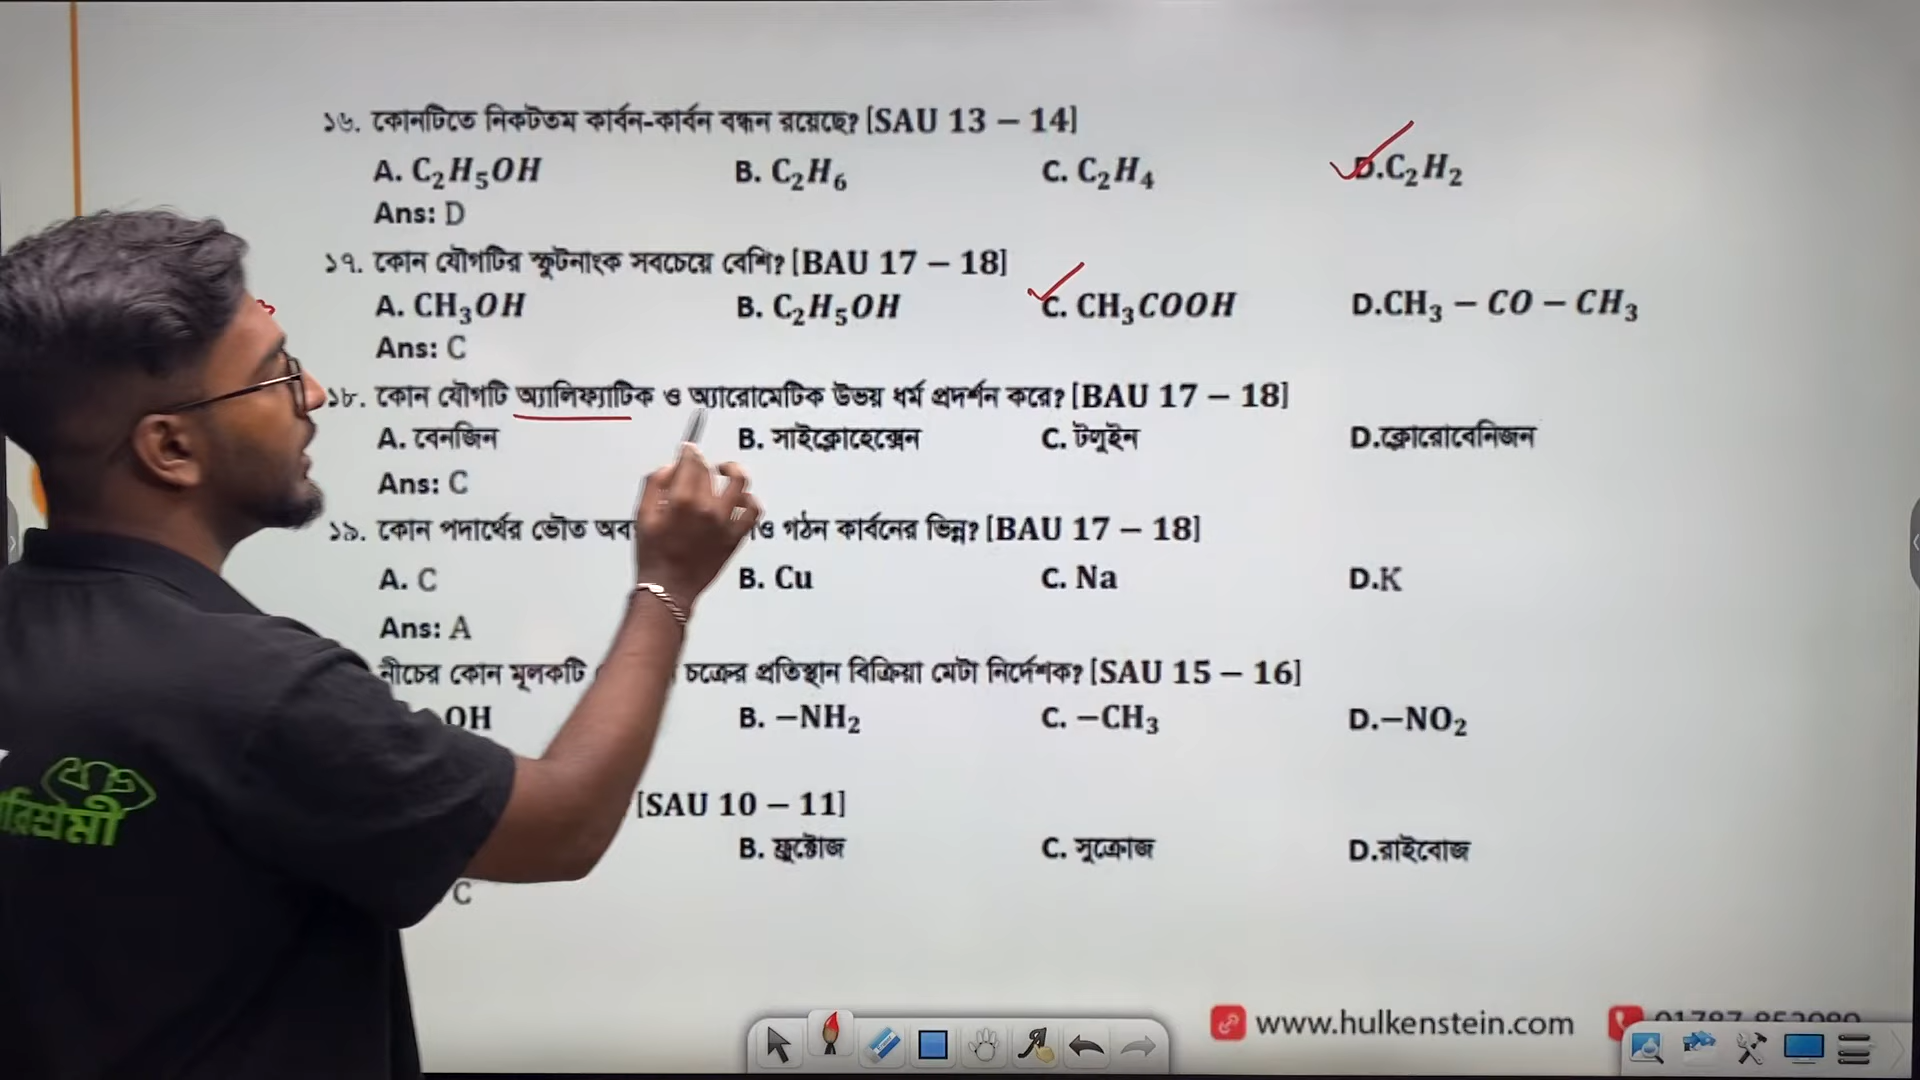 ১৬. কোনটিতে নিকটতম কার্বন-কার্বন বন্ধন রয়েছে? [SAU 13 – 14]
A. C₂H₅OH B. C₂H₆ C. C₂H₄ D.C₂H₂
Ans: D
১৭. কোন যৌগটির স্ফুটনাংক সবচেয়ে বেশি? [BAU 17 – 18]
A. CH₃OH B. C₂H₅OH C. CH₃COOH D.CH₃ – CO – CH₃
Ans: C
১৮. কোন যৌগটি অ্যালিফ্যাটিক ও অ্যারোমেটিক উভয় ধর্ম প্রদর্শন করে? [BAU 17 – 18]
A. বেনজিন B. সাইক্লোহেক্সেন C. টলুইন D.ক্লোরোবেনিজন
Ans: C
১৯. কোন পদার্থের ভৌত ও গঠন কার্বনের ভিন্ন? [BAU 17 – 18]
A. C B. Cu C. Na D.K
Ans: A
নীচের কোন মূলকটি চক্রের প্রতিস্থান বিক্রিয়া মেটা নির্দেশক? [SAU 15 – 16]
OH B. –NH₂ C. –CH₃ D.–NO₂
[SAU 10 – 11]
B. ফ্রুক্টোজ C. সুক্রোজ D.রাইবোজ
C
www.hulkenstein.com